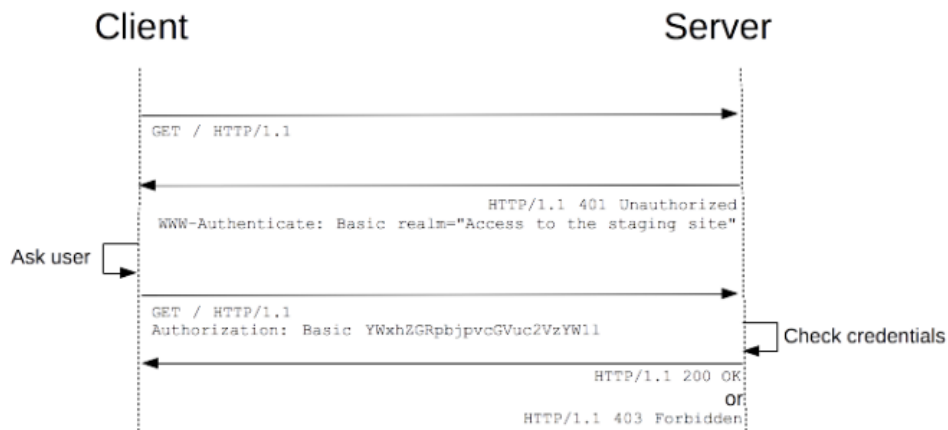 Client
Server
GET / HTTP/1.1
HTTP/1.1 401 Unauthorized
WWW-Authenticate: Basic realm="Access to the staging site"
Ask user
GET / HTTP/1.1
Authorization: Basic YWxhZGRpbjpvcGVuc2VzYW1l
Check credentials
HTTP/1.1 200 OK
or
HTTP/1.1 403 Forbidden